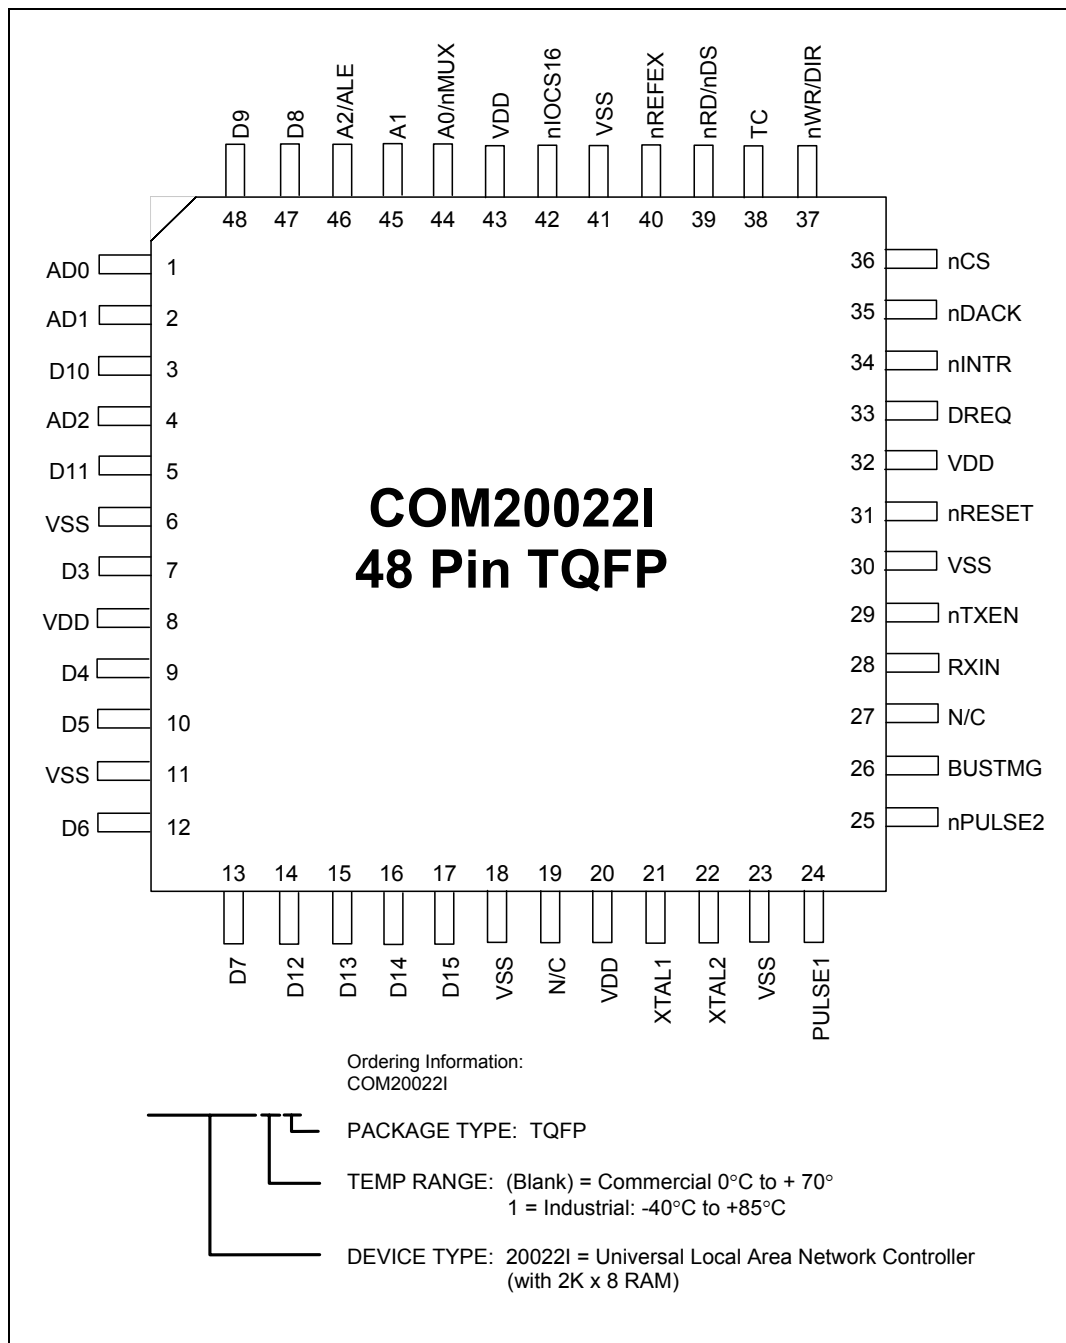 D9 D8 A2/ALE A1 A0/nMUX VDD nIOCS16 VSS nREFEX nRD/nDS TC nWR/DIR
48 47 46 45 44 43 42 41 40 39 38 37
AD0 1
AD1 2
D10 3
AD2 4
D11 5
VSS 6
D3 7
VDD 8
D4 9
D5 10
VSS 11
D6 12
COM20022I
48 Pin TQFP
36 nCS
35 nDACK
34 nINTR
33 DREQ
32 VDD
31 nRESET
30 VSS
29 nTXEN
28 RXIN
27 N/C
26 BUSTMG
25 nPULSE2
13 14 15 16 17 18 19 20 21 22 23 24
D7 D12 D13 D14 D15 VSS N/C VDD XTAL1 XTAL2 VSS PULSE1
Ordering Information:
COM20022I
PACKAGE TYPE: TQFP
TEMP RANGE: (Blank) = Commercial 0°C to + 70°
1 = Industrial: -40°C to +85°C
DEVICE TYPE: 20022I = Universal Local Area Network Controller
(with 2K x 8 RAM)